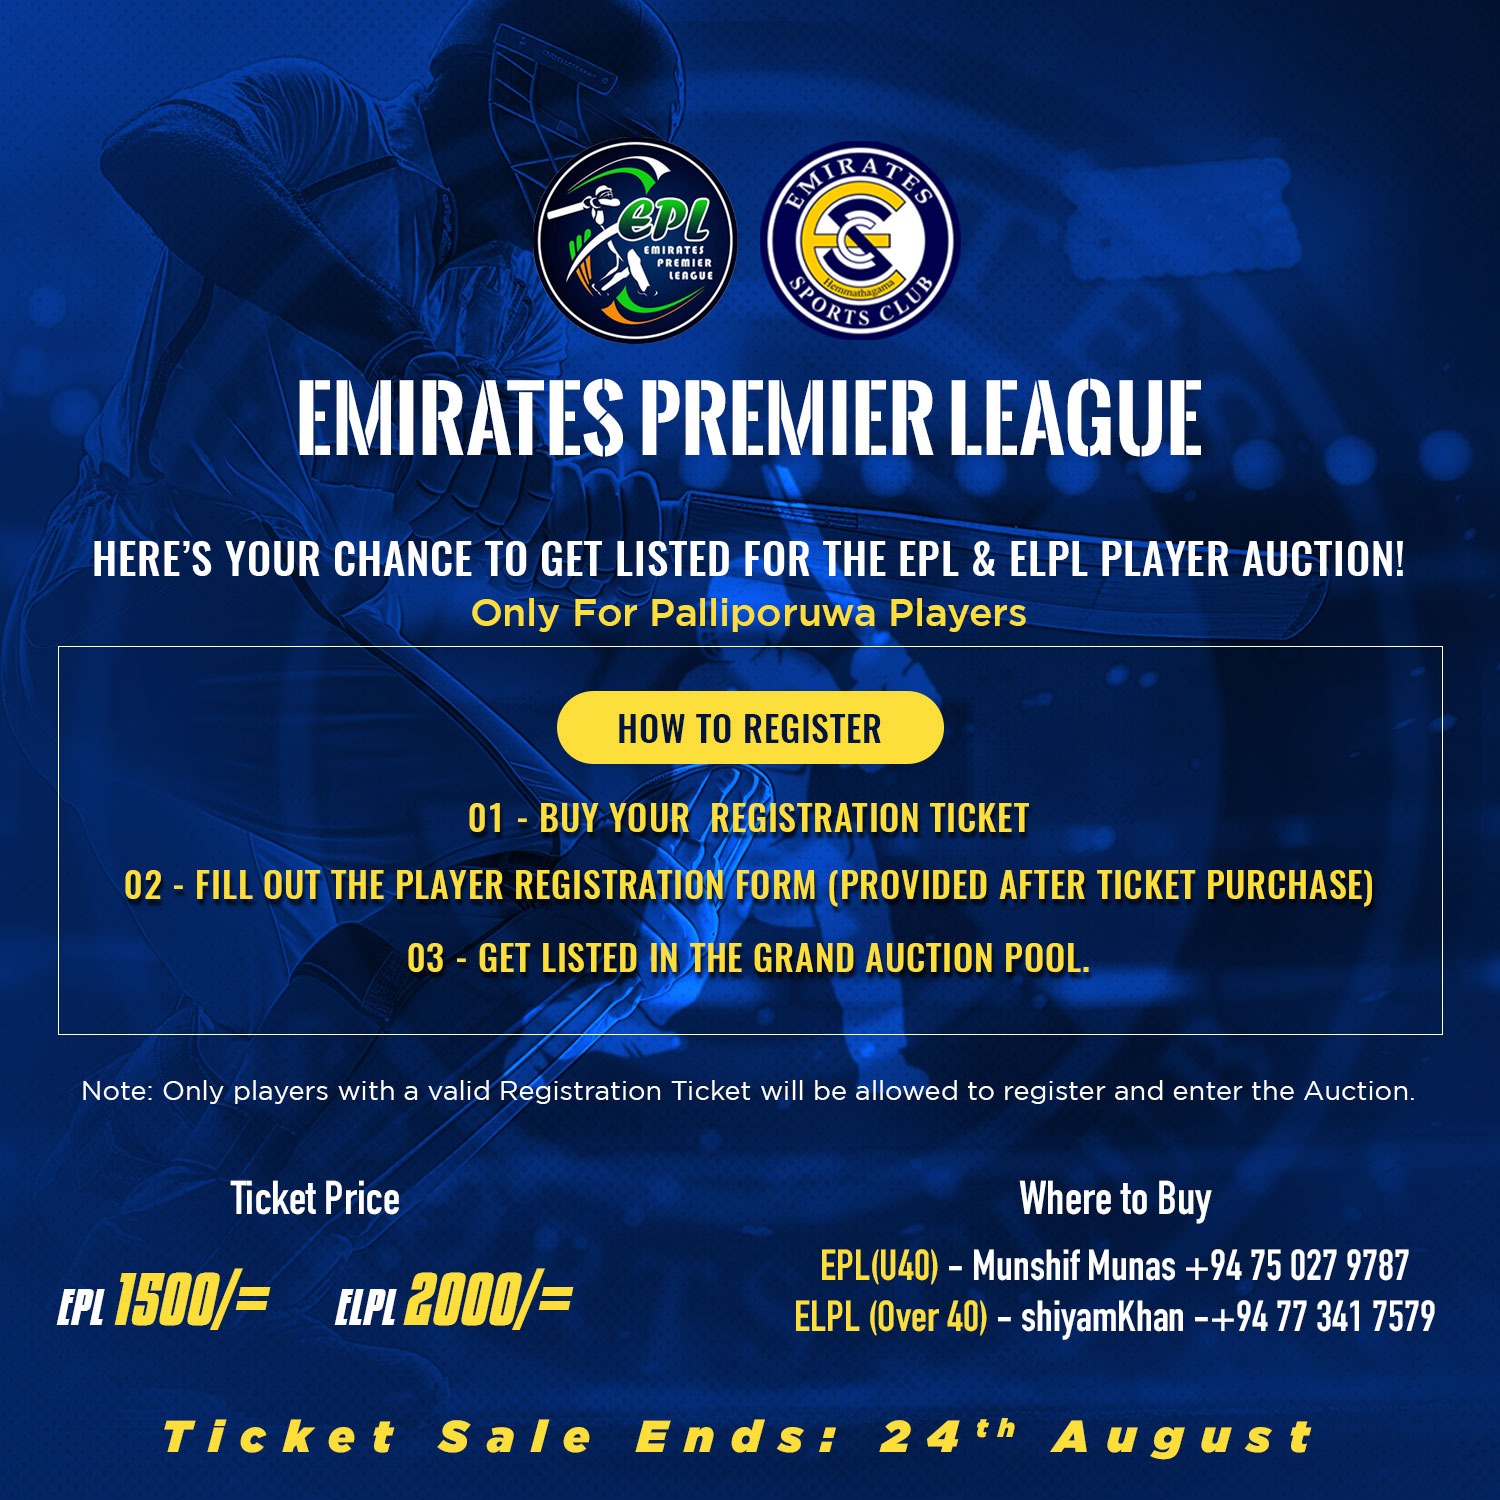 EPL
EMIRATES
PREMIER
LEAGUE
EMIRATES
Hemmathagama
SPORTS CLUB
EMIRATES PREMIER LEAGUE
HERE'S YOUR CHANCE TO GET LISTED FOR THE EPL & ELPL PLAYER AUCTION!
Only For Palliporuwa Players
HOW TO REGISTER
01 - BUY YOUR REGISTRATION TICKET
02 - FILL OUT THE PLAYER REGISTRATION FORM (PROVIDED AFTER TICKET PURCHASE)
03 - GET LISTED IN THE GRAND AUCTION POOL.
Note: Only players with a valid Registration Ticket will be allowed to register and enter the Auction.
Ticket Price
EPL 1500/= ELPL 2000/=
Where to Buy
EPL(U40) - Munshif Munas +94 75 027 9787
ELPL (Over 40) - shiyamKhan -+94 77 341 7579
Ticket Sale Ends: 24th August